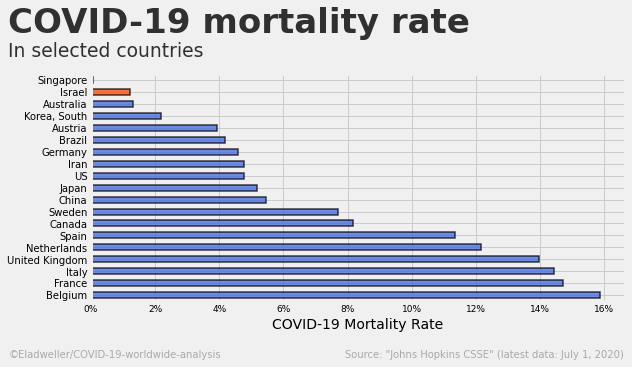 COVID-19 mortality rate
In selected countries
Singapore
Israel
Australia
Korea, South
Austria
Brazil
Germany
Iran
US
Japan
China
Sweden
Canada
Spain
Netherlands
United Kingdom
Italy
France
Belgium
0% 2% 4% 6% 8% 10% 12% 14% 16%
COVID-19 Mortality Rate
©Eladweller/COVID-19-worldwide-analysis
Source: "Johns Hopkins CSSE" (latest data: July 1, 2020)